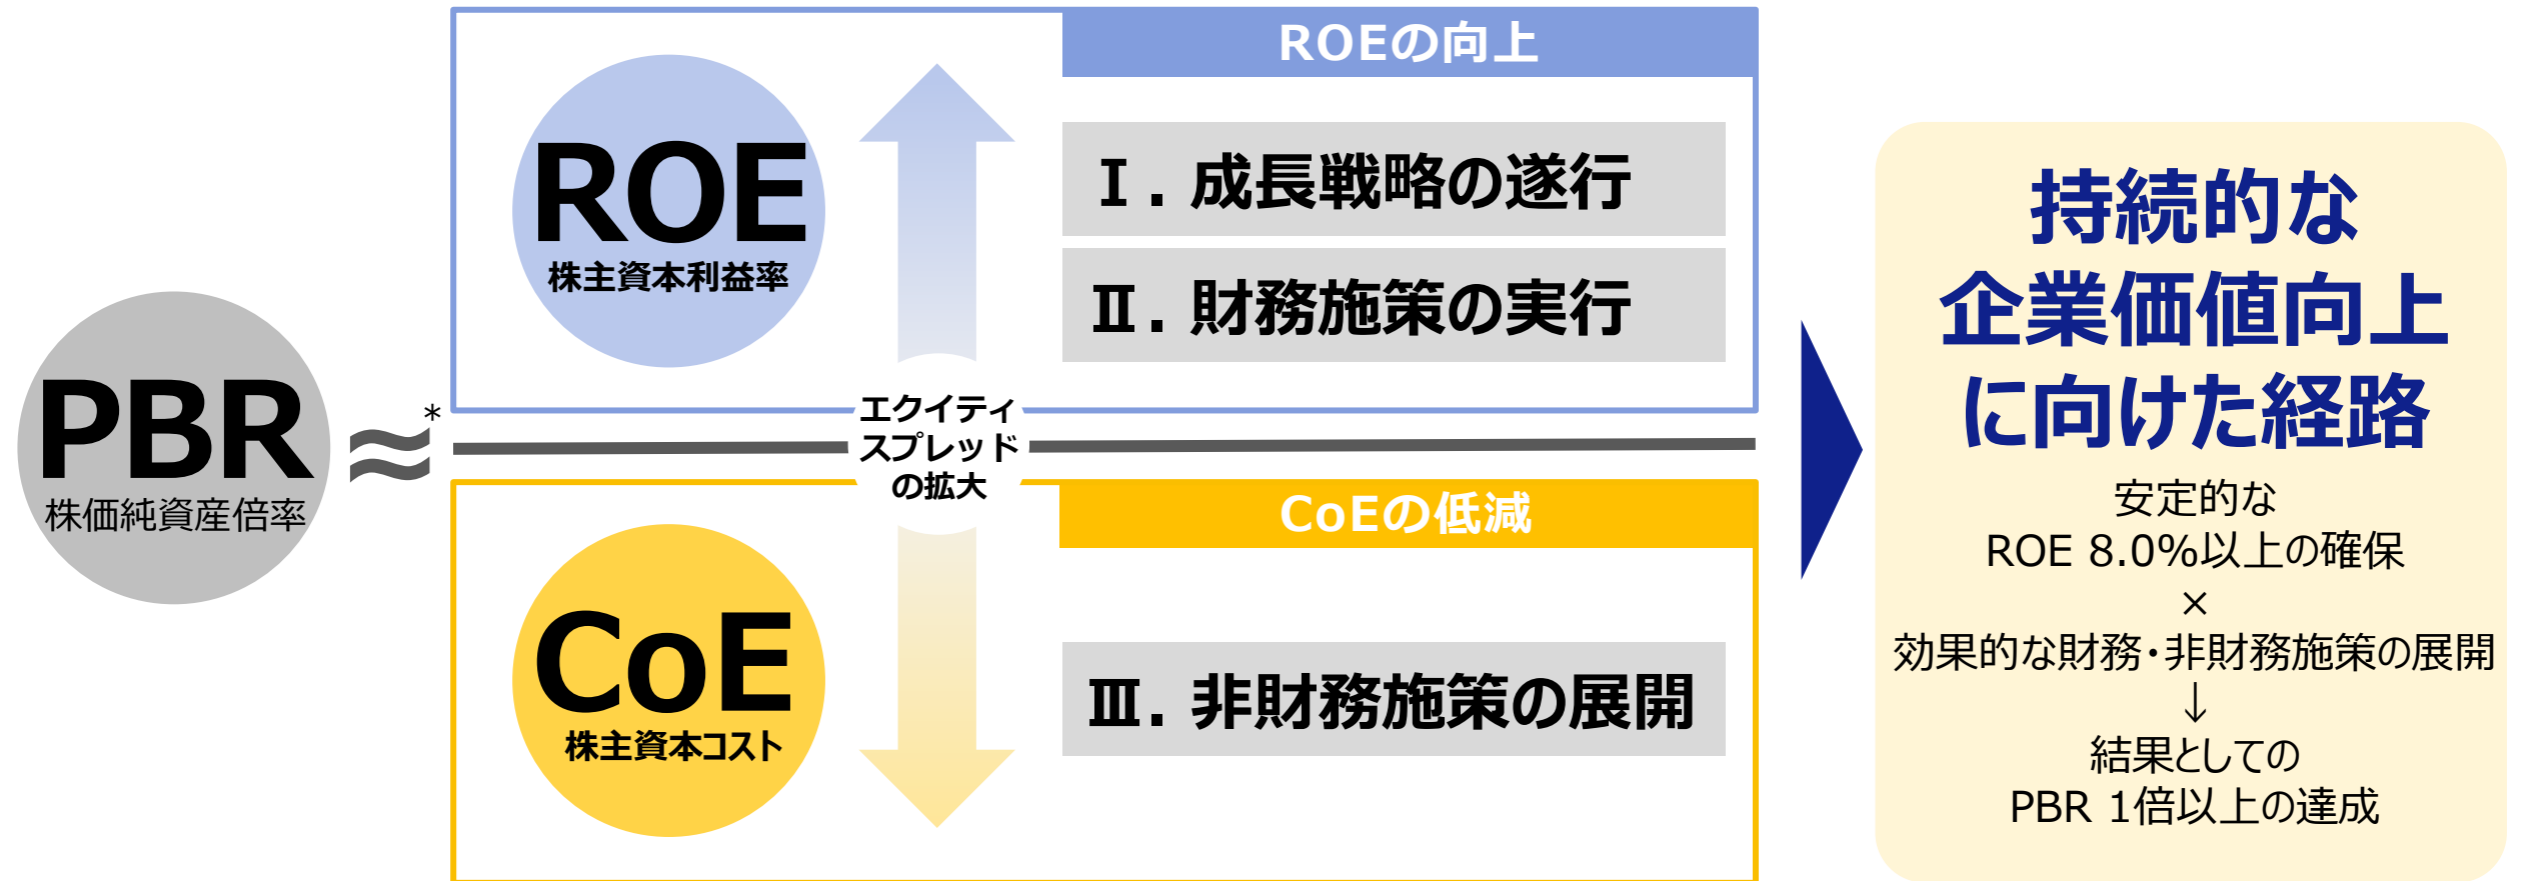 PBR
株価純資産倍率
≈*
ROE
株主資本利益率
ROEの向上
Ⅰ. 成長戦略の遂行
Ⅱ. 財務施策の実行
エクイティ
スプレッド
の拡大
CoE
株主資本コスト
CoEの低減
Ⅲ. 非財務施策の展開
持続的な
企業価値向上
に向けた経路
安定的な
ROE 8.0%以上の確保
×
効果的な財務・非財務施策の展開
↓
結果としての
PBR 1倍以上の達成